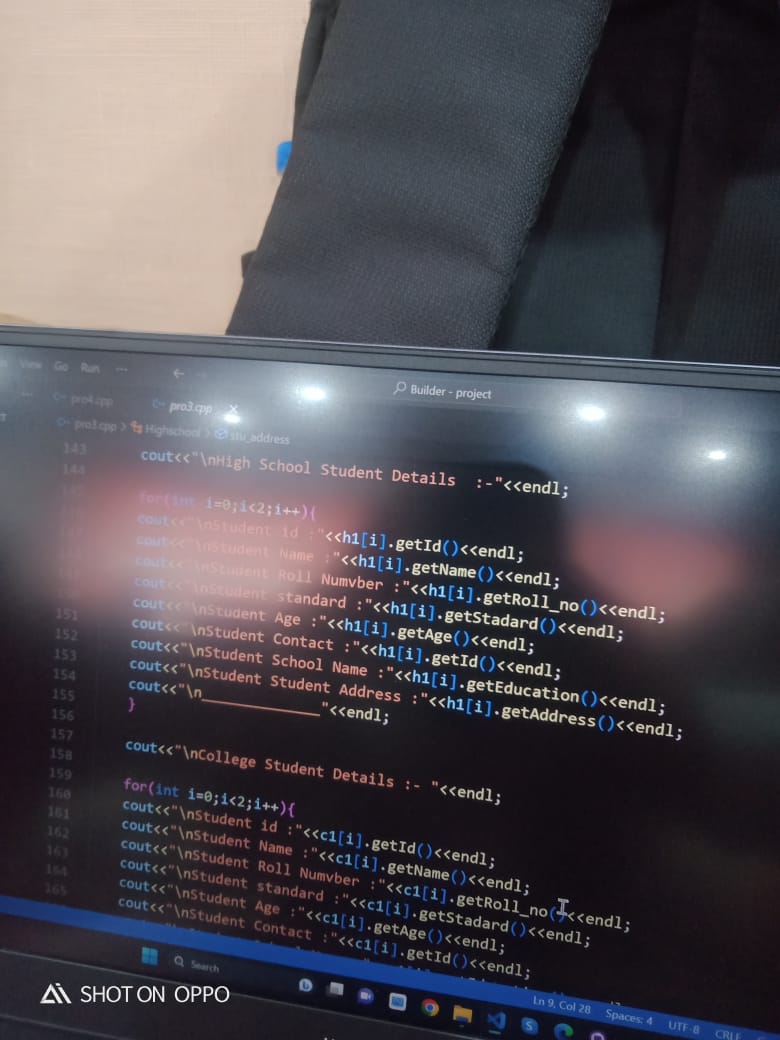 View Go Run ...
Builder - project
pro4.cpp pro3.cpp
pro3.cpp > Highschool > stu_address
143 cout<<"\nHigh School Student Details :-"<<endl;
144
for(int i=0;i<2;i++){
cout<<"\nStudent id :"<<h1[i].getId()<<endl;
cout<<"\nStudent Name :"<<h1[i].getName()<<endl;
cout<<"\nStudent Roll Numvber :"<<h1[i].getRoll_no()<<endl;
cout<<"\nStudent standard :"<<h1[i].getStadard()<<endl;
151 cout<<"\nStudent Age :"<<h1[i].getAge()<<endl;
152 cout<<"\nStudent Contact :"<<h1[i].getId()<<endl;
153 cout<<"\nStudent School Name :"<<h1[i].getEducation()<<endl;
154 cout<<"\nStudent Student Address :"<<h1[i].getAddress()<<endl;
155 cout<<"\n______________"<<endl;
156 }
157
158 cout<<"\nCollege Student Details :- "<<endl;
159
160 for(int i=0;i<2;i++){
161 cout<<"\nStudent id :"<<c1[i].getId()<<endl;
162 cout<<"\nStudent Name :"<<c1[i].getName()<<endl;
163 cout<<"\nStudent Roll Numvber :"<<c1[i].getRoll_no()<<endl;
164 cout<<"\nStudent standard :"<<c1[i].getStadard()<<endl;
165 cout<<"\nStudent Age :"<<c1[i].getAge()<<endl;
cout<<"\nStudent Contact :"<<c1[i].getId()<<endl;
Ln 9, Col 28 Spaces: 4 UTF-8 CRLF
Search
SHOT ON OPPO